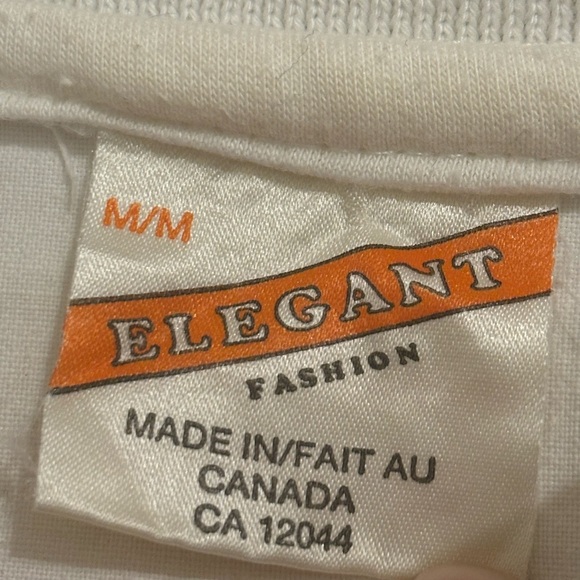 M/M
ELEGANT
FASHION
MADE IN/FAIT AU
CANADA
CA 12044